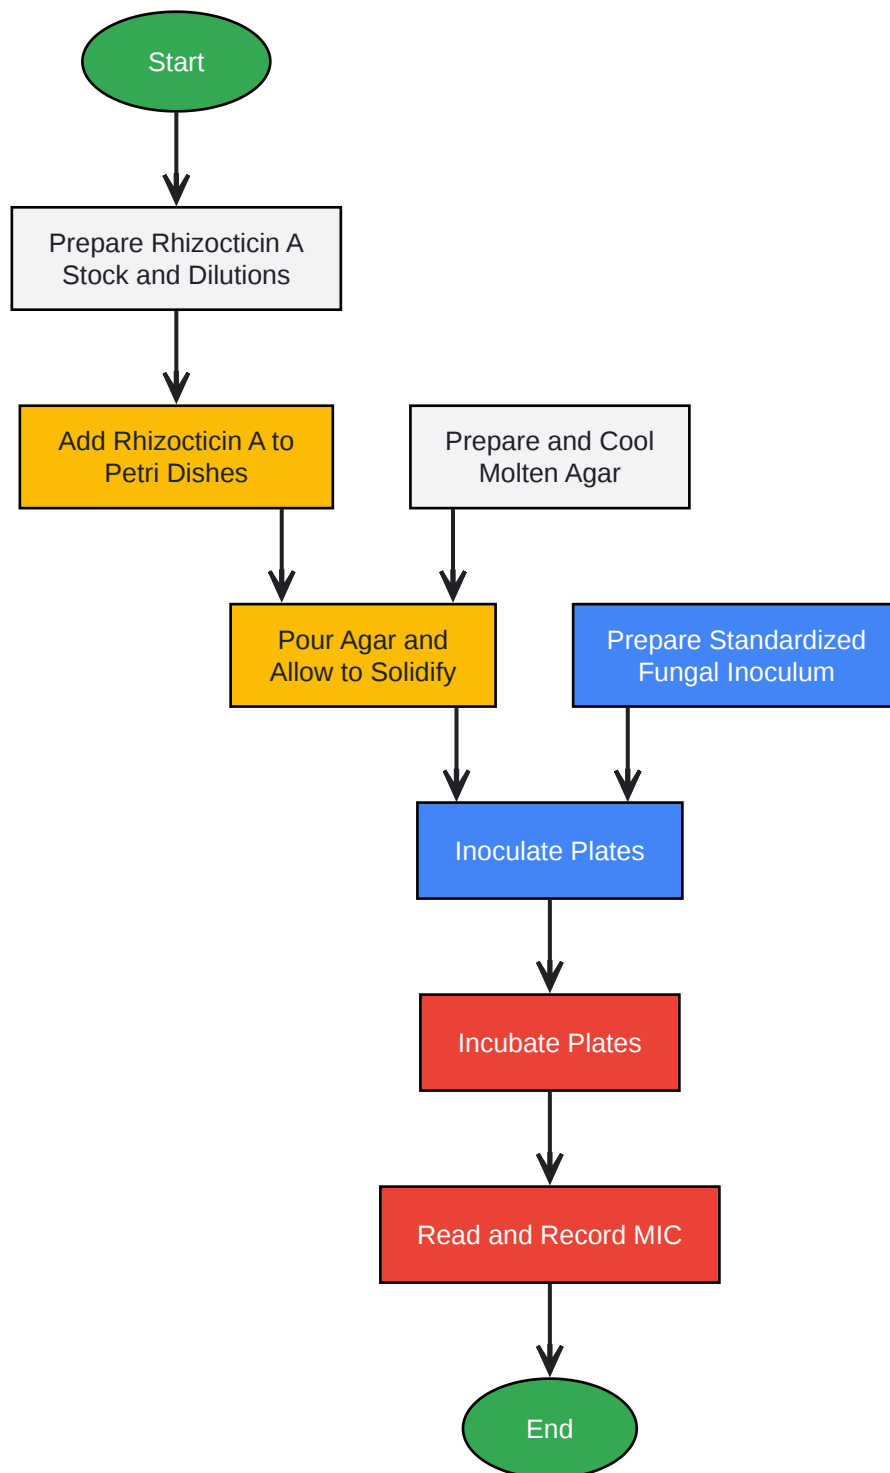 Start
Prepare Rhizocticin A
Stock and Dilutions
Add Rhizocticin A to
Petri Dishes
Prepare and Cool
Molten Agar
Pour Agar and
Allow to Solidify
Prepare Standardized
Fungal Inoculum
Inoculate Plates
Incubate Plates
Read and Record MIC
End